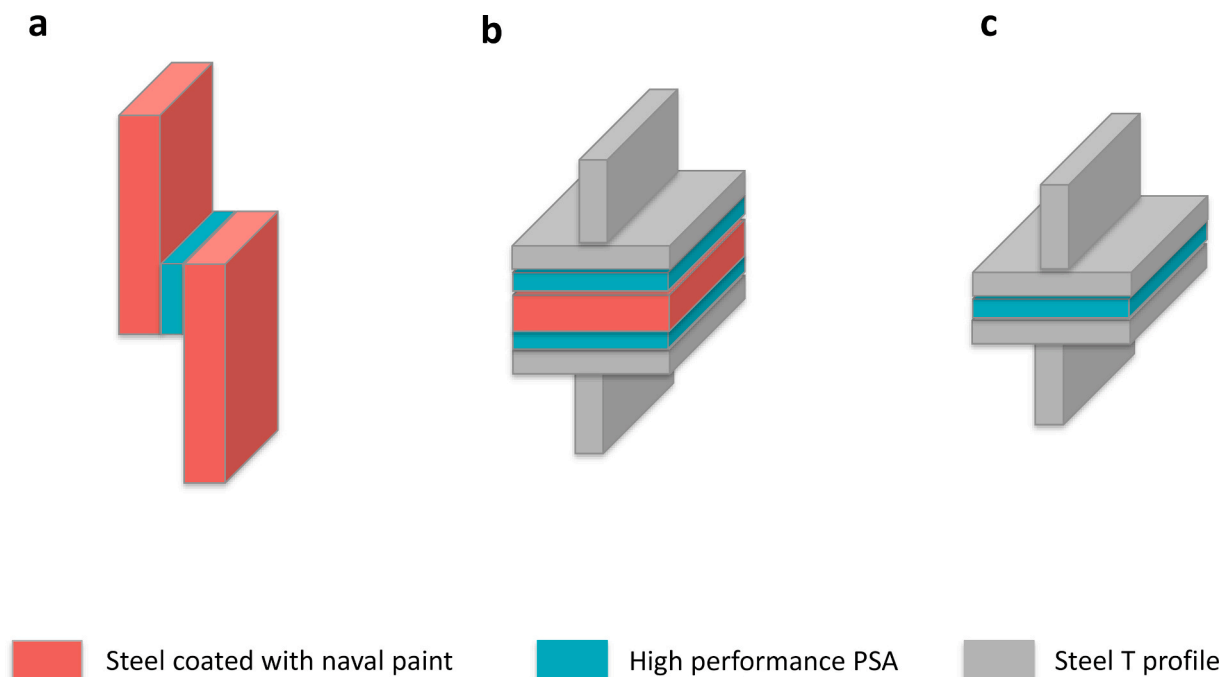 a
b
c
Steel coated with naval paint
High performance PSA
Steel T profile